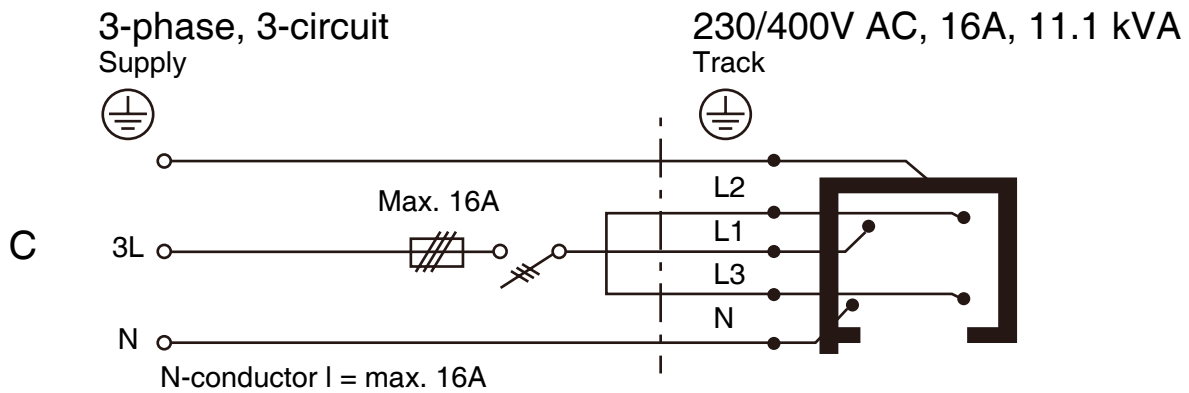 3-phase, 3-circuit
Supply
230/400V AC, 16A, 11.1 kVA
Track
L2
Max. 16A
L1
C
3L
L3
N
N
N-conductor I = max. 16A